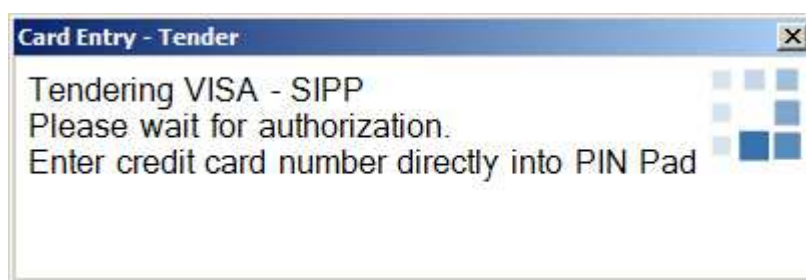 Card Entry - Tender
Tendering VISA - SIPP
Please wait for authorization.
Enter credit card number directly into PIN Pad